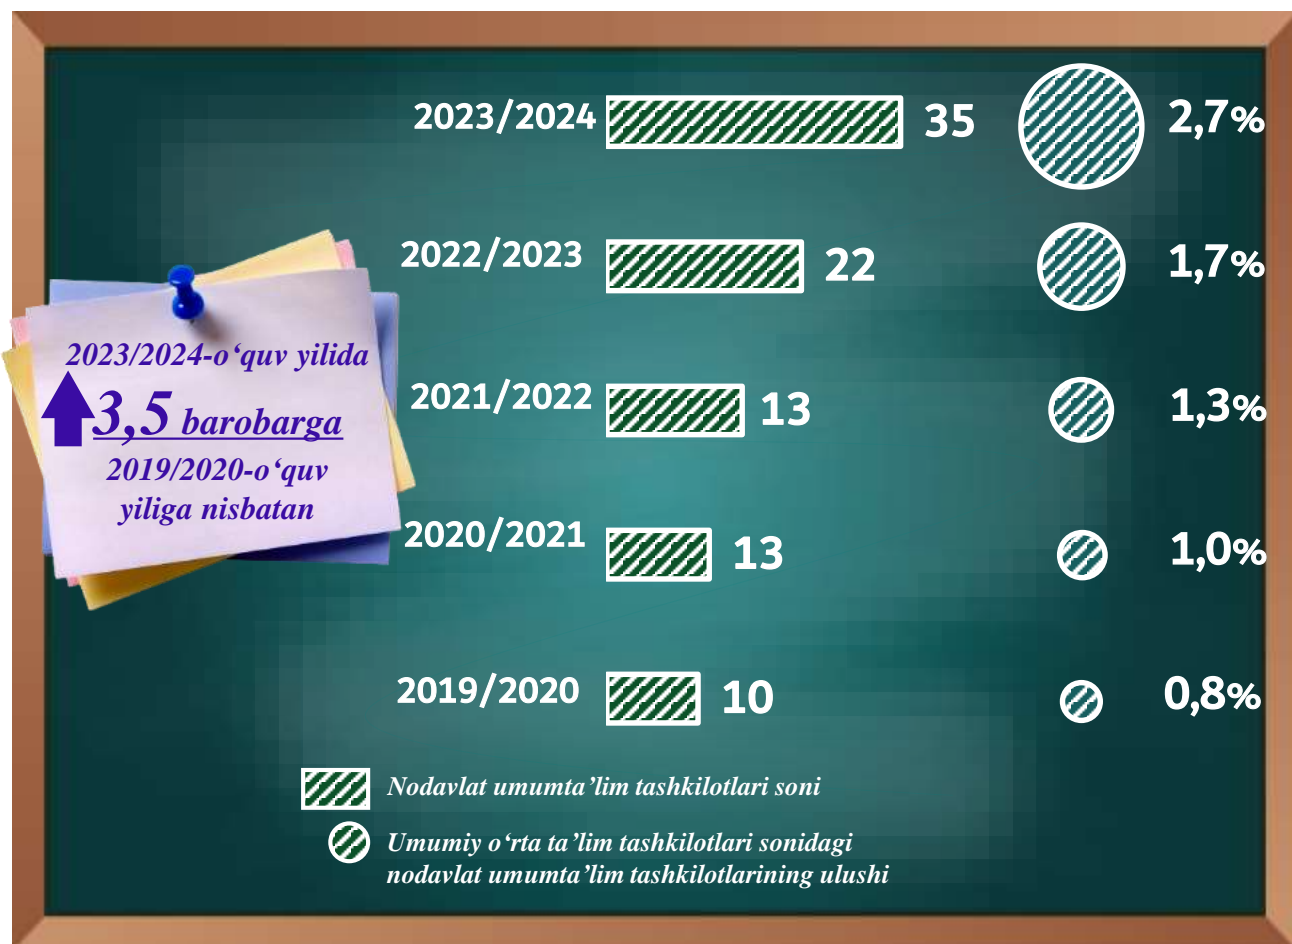 2023/2024 35 2,7%
2022/2023 22 1,7%
2023/2024-o‘quv yilida
3,5 barobarga
2019/2020-o‘quv
yiliga nisbatan
2021/2022 13 1,3%
2020/2021 13 1,0%
2019/2020 10 0,8%
Nodavlat umumta’lim tashkilotlari soni
Umumiy o‘rta ta’lim tashkilotlari sonidagi
nodavlat umumta’lim tashkilotlarining ulushi